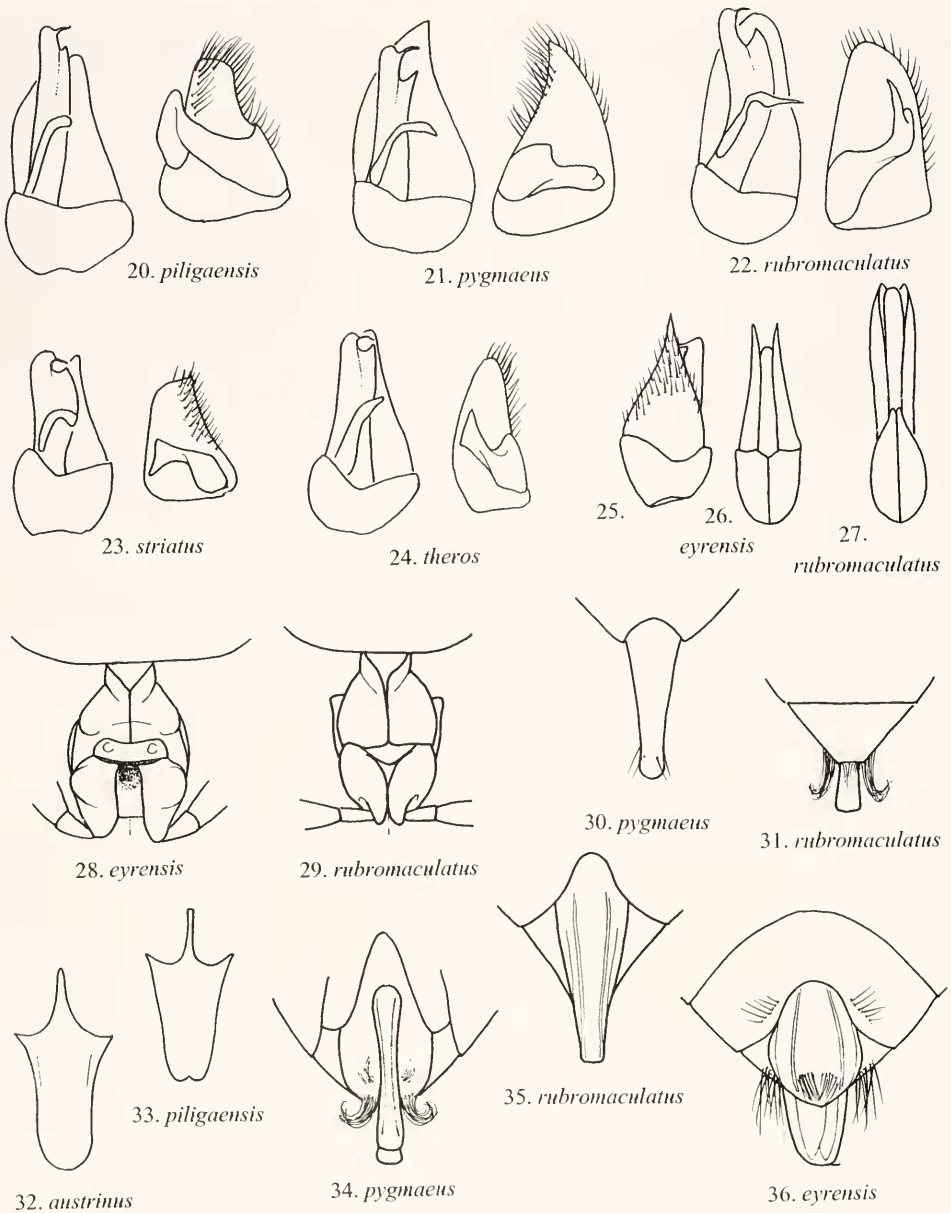 20. piligaensis
21. pygmaeus
22. rubromaculatus
23. striatus
24. theros
25.
26.
eyrensis
27.
rubromaculatus
28. eyrensis
29. rubromaculatus
30. pygmaeus
31. rubromaculatus
32. austrinus
33. piligaensis
34. pygmaeus
35. rubromaculatus
36. eyrensis